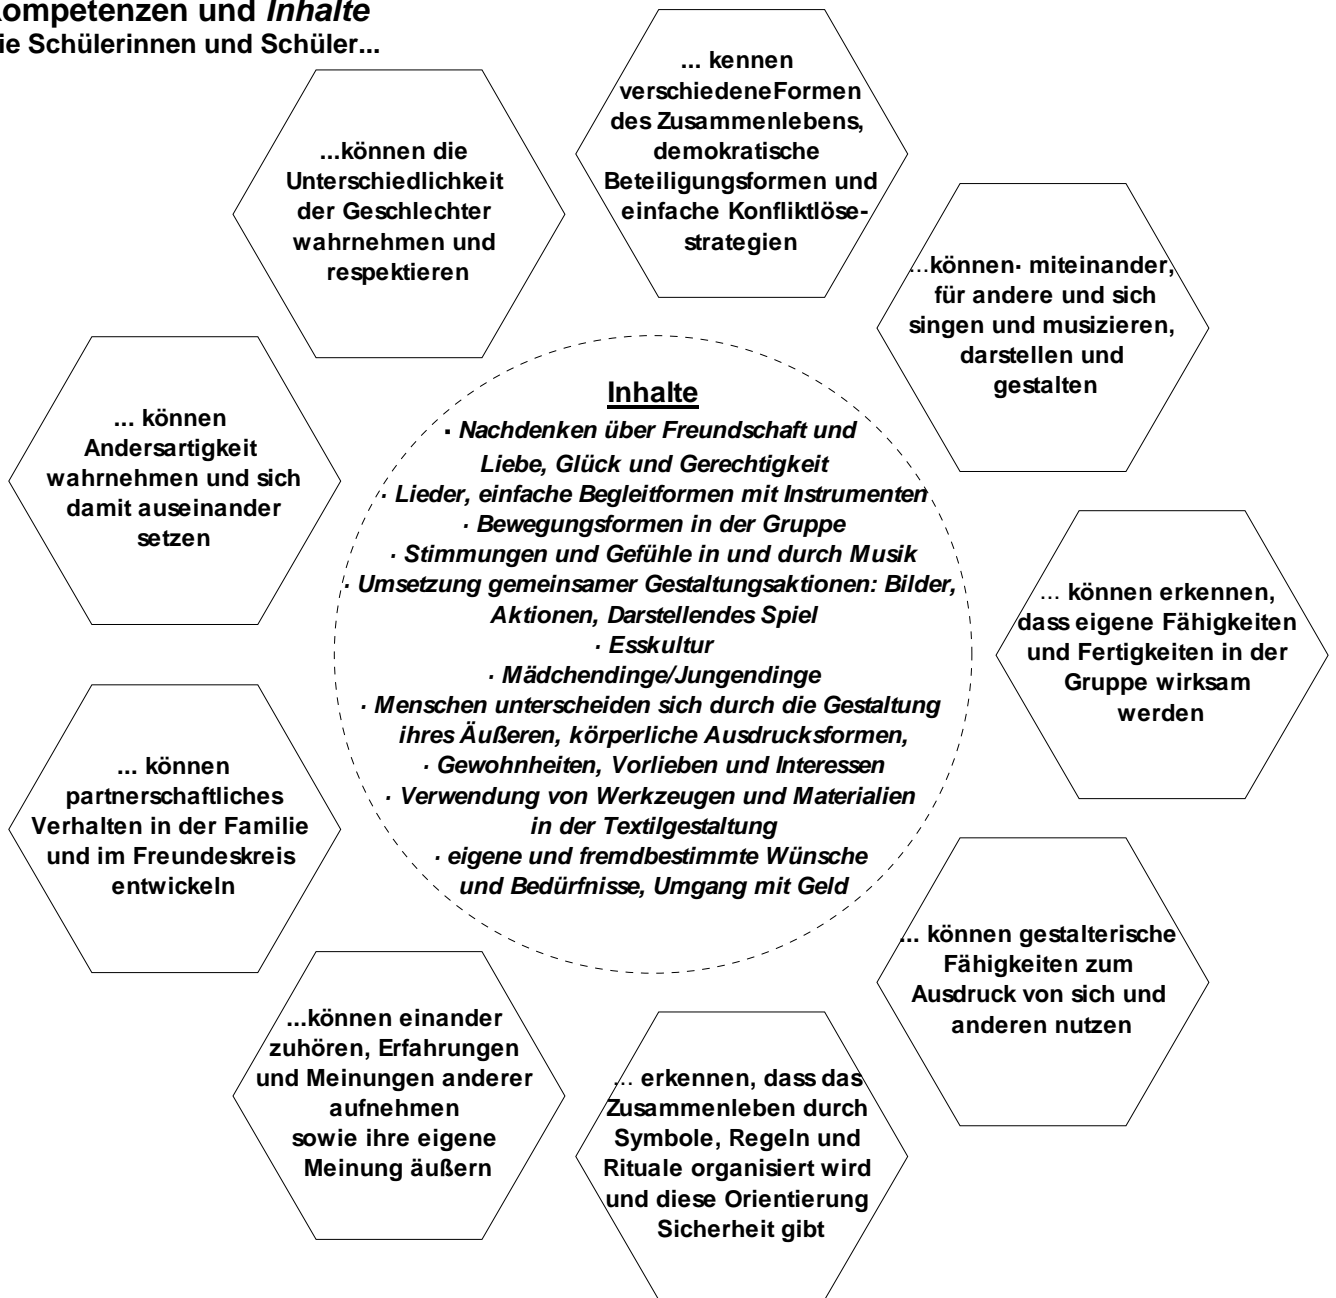 ompetenzen und Inhalte
ie Schülerinnen und Schüler...
... kennen
verschiedene Formen
des Zusammenlebens,
demokratische
Beteiligungsformen und
einfache Konfliktlöse-
strategien
...können die
Unterschiedlichkeit
der Geschlechter
wahrnehmen und
respektieren
...können· miteinander,
für andere und sich
singen und musizieren,
darstellen und
gestalten
... können
Andersartigkeit
wahrnehmen und sich
damit auseinander
setzen
Inhalte
· Nachdenken über Freundschaft und
Liebe, Glück und Gerechtigkeit
· Lieder, einfache Begleitformen mit Instrumenten
· Bewegungsformen in der Gruppe
· Stimmungen und Gefühle in und durch Musik
· Umsetzung gemeinsamer Gestaltungsaktionen: Bilder,
Aktionen, Darstellendes Spiel
· Esskultur
· Mädchendinge/Jungendinge
· Menschen unterscheiden sich durch die Gestaltung
ihres Äußeren, körperliche Ausdrucksformen,
· Gewohnheiten, Vorlieben und Interessen
· Verwendung von Werkzeugen und Materialien
in der Textilgestaltung
· eigene und fremdbestimmte Wünsche
und Bedürfnisse, Umgang mit Geld
... können erkennen,
dass eigene Fähigkeiten
und Fertigkeiten in der
Gruppe wirksam
werden
... können
partnerschaftliches
Verhalten in der Familie
und im Freundeskreis
entwickeln
... können gestalterische
Fähigkeiten zum
Ausdruck von sich und
anderen nutzen
...können einander
zuhören, Erfahrungen
und Meinungen anderer
aufnehmen
sowie ihre eigene
Meinung äußern
... erkennen, dass das
Zusammenleben durch
Symbole, Regeln und
Rituale organisiert wird
und diese Orientierung
Sicherheit gibt